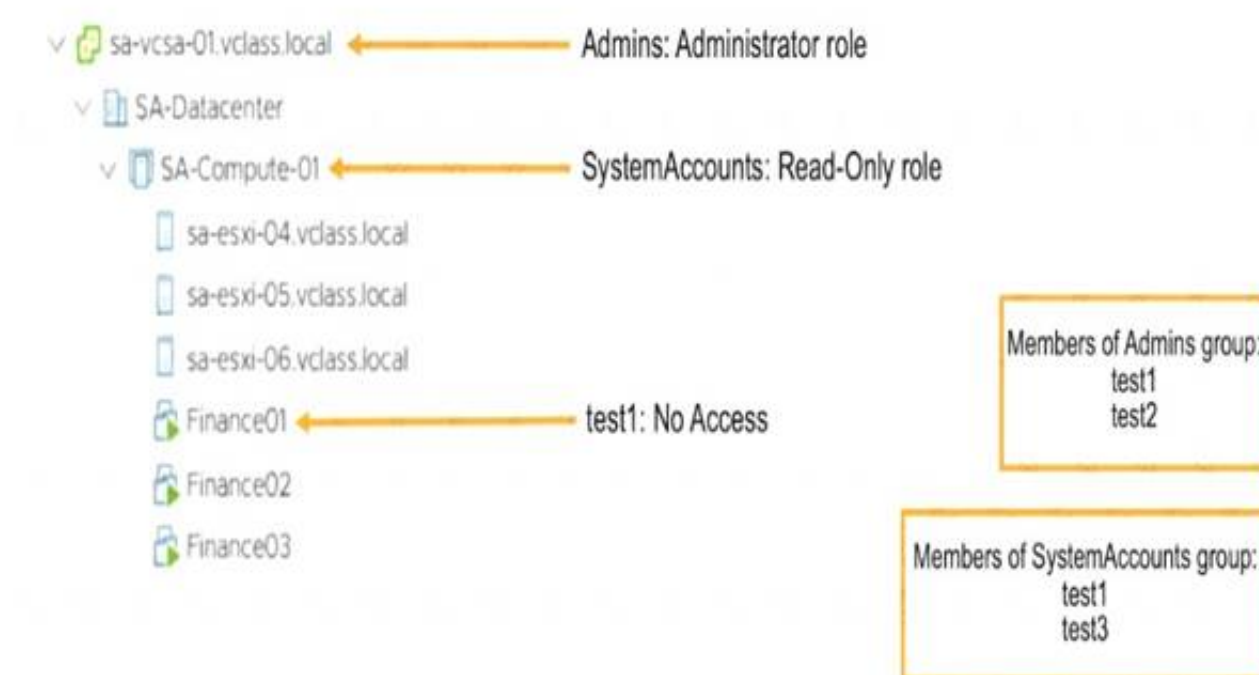 sa-vcsa-01.vclass.local
Admins: Administrator role
SA-Datacenter
SA-Compute-01
SystemAccounts: Read-Only role
sa-esxi-04.vclass.local
sa-esxi-05.vclass.local
sa-esxi-06.vclass.local
Finance01
test1: No Access
Finance02
Finance03
Members of Admins group:
test1
test2
Members of SystemAccounts group:
test1
test3